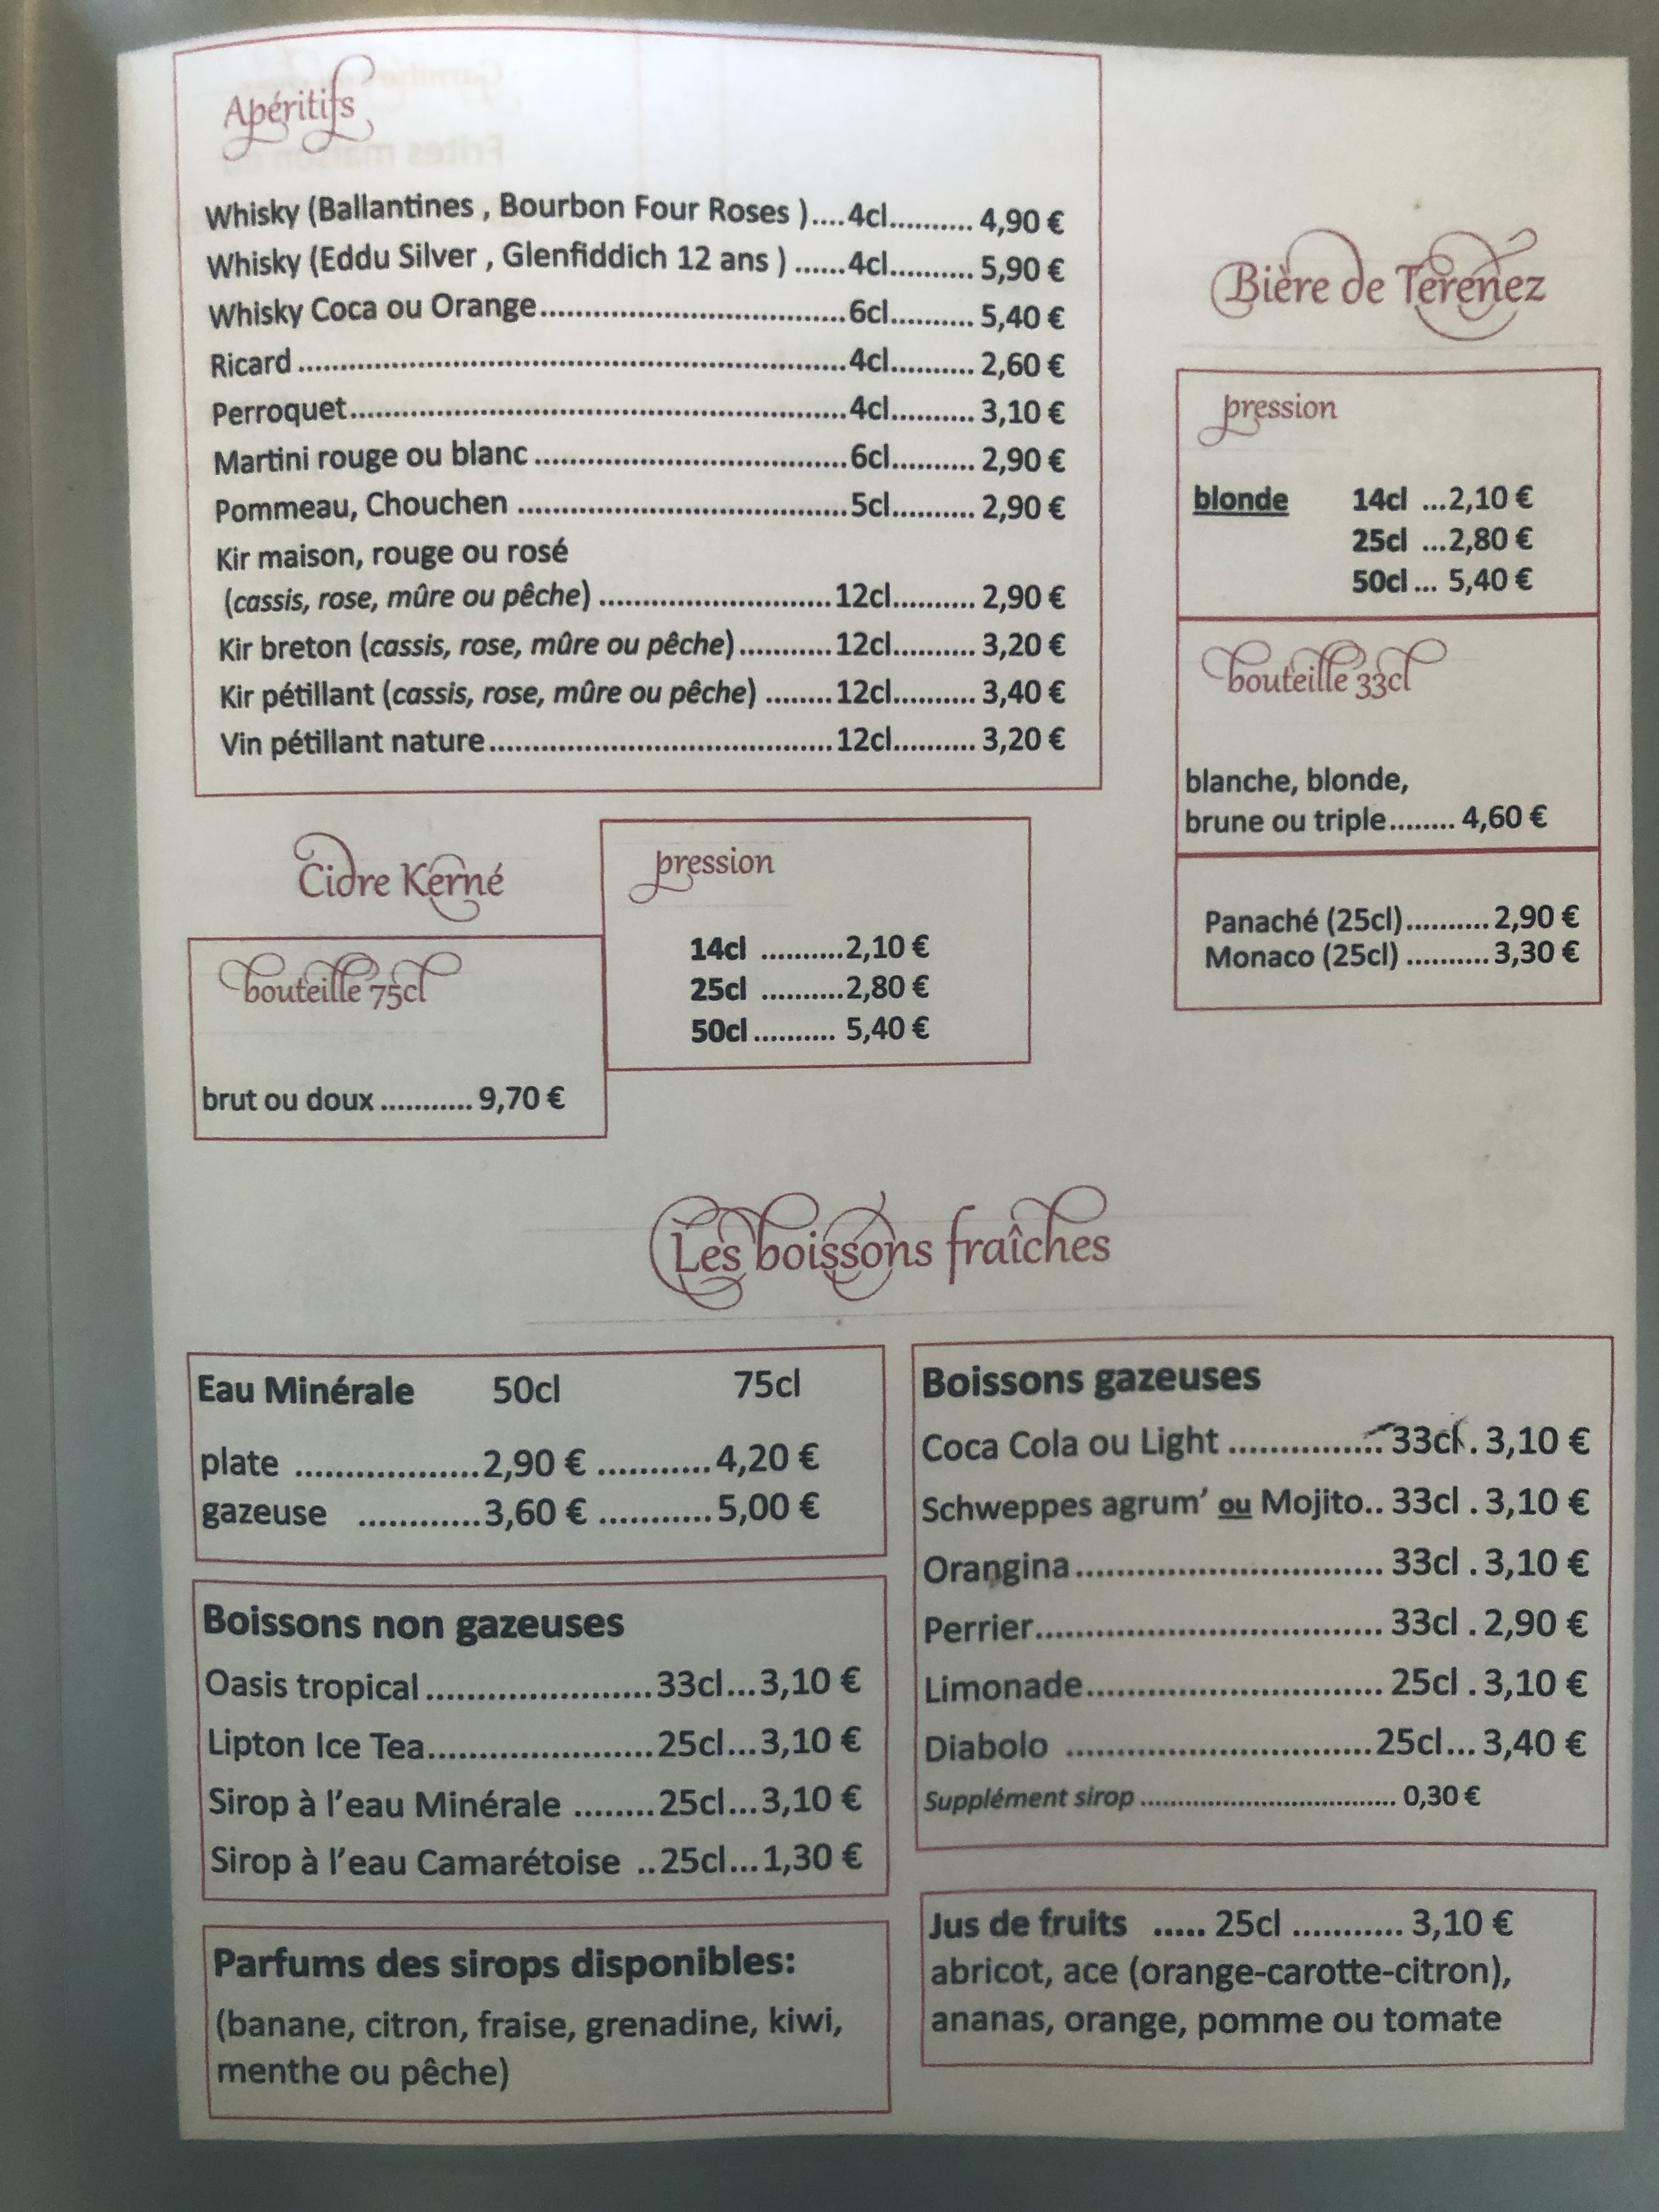 Apéritifs
Whisky (Ballantines , Bourbon Four Roses )....4cl.......... 4,90 €
Whisky (Eddu Silver , Glenfiddich 12 ans ) ......4cl.......... 5,90 €
Whisky Coca ou Orange.....................................6cl.......... 5,40 €
Ricard .................................................................4cl.......... 2,60 €
Perroquet...........................................................4cl.......... 3,10 €
Martini rouge ou blanc .....................................6cl.......... 2,90 €
Pommeau, Chouchen .......................................5cl.......... 2,90 €
Kir maison, rouge ou rosé
(cassis, rose, mûre ou pêche) ............................12cl.......... 2,90 €
Kir breton (cassis, rose, mûre ou pêche)...........12cl.......... 3,20 €
Kir pétillant (cassis, rose, mûre ou pêche) ........12cl.......... 3,40 €
Vin pétillant nature.........................................12cl.......... 3,20 €
Bière de Terenez
pression
blonde 14cl ...2,10 €
25cl ...2,80 €
50cl ... 5,40 €
bouteille 33cl
blanche, blonde,
brune ou triple........ 4,60 €
Panaché (25cl).......... 2,90 €
Monaco (25cl) .......... 3,30 €
Cidre Kerné
bouteille 75cl
brut ou doux ........... 9,70 €
pression
14cl ..........2,10 €
25cl ..........2,80 €
50cl .......... 5,40 €
Les boissons fraîches
Eau Minérale 50cl 75cl
plate ..................2,90 € ...........4,20 €
gazeuse ............3,60 € ...........5,00 €
Boissons non gazeuses
Oasis tropical ......................33cl...3,10 €
Lipton Ice Tea......................25cl...3,10 €
Sirop à l'eau Minérale ........25cl...3,10 €
Sirop à l'eau Camarétoise ..25cl...1,30 €
Parfums des sirops disponibles:
(banane, citron, fraise, grenadine, kiwi,
menthe ou pêche)
Boissons gazeuses
Coca Cola ou Light ............... 33cl . 3,10 €
Schweppes agrum' ou Mojito.. 33cl . 3,10 €
Orangina.............................. 33cl . 3,10 €
Perrier.................................. 33cl . 2,90 €
Limonade............................. 25cl . 3,10 €
Diabolo ..............................25cl... 3,40 €
Supplément sirop .................................... 0,30 €
Jus de fruits ..... 25cl ........... 3,10 €
abricot, ace (orange-carotte-citron),
ananas, orange, pomme ou tomate